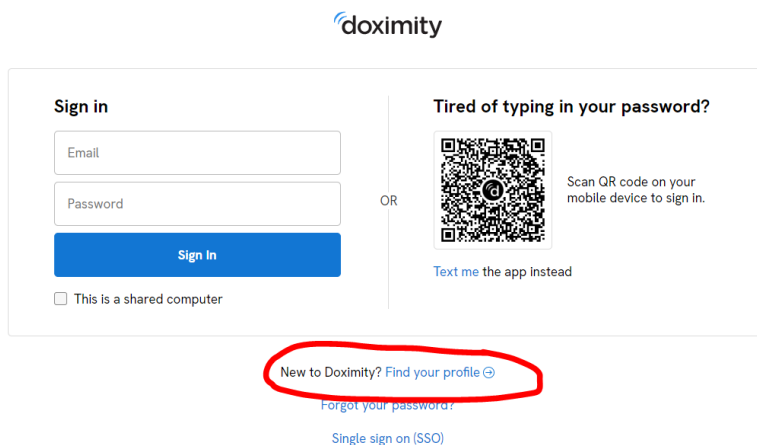 doximity
Sign in
Email
Password
Sign In
This is a shared computer
OR
Tired of typing in your password?
Scan QR code on your
mobile device to sign in.
Text me the app instead
New to Doximity? Find your profile
Forgot your password?
Single sign on (SSO)